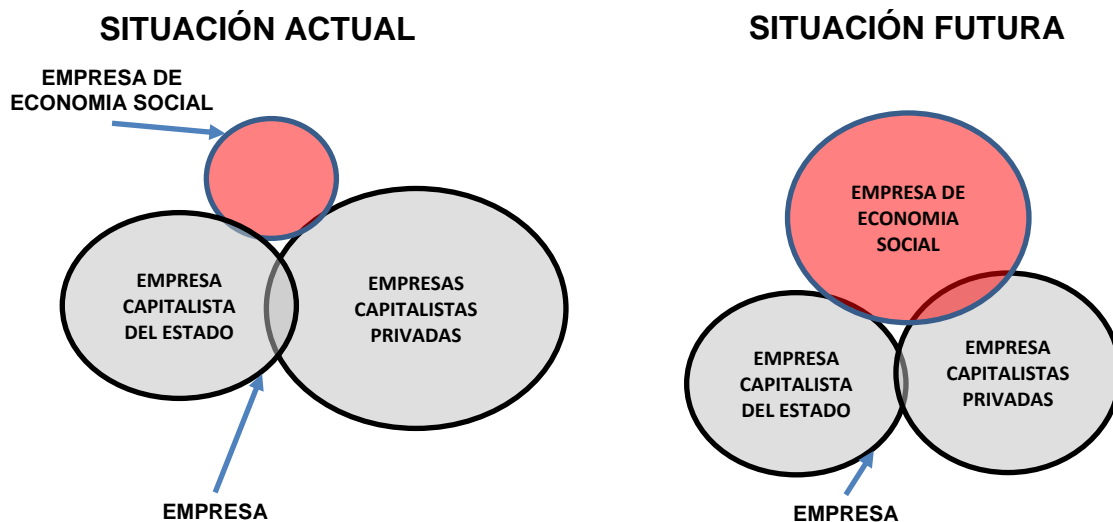 SITUACIÓN ACTUAL
EMPRESA DE
ECONOMIA SOCIAL
EMPRESA
CAPITALISTA
DEL ESTADO
EMPRESAS
CAPITALISTAS
PRIVADAS
EMPRESA
SITUACIÓN FUTURA
EMPRESA DE
ECONOMIA
SOCIAL
EMPRESA
CAPITALISTA
DEL ESTADO
EMPRESA
CAPITALISTAS
PRIVADAS
EMPRESA